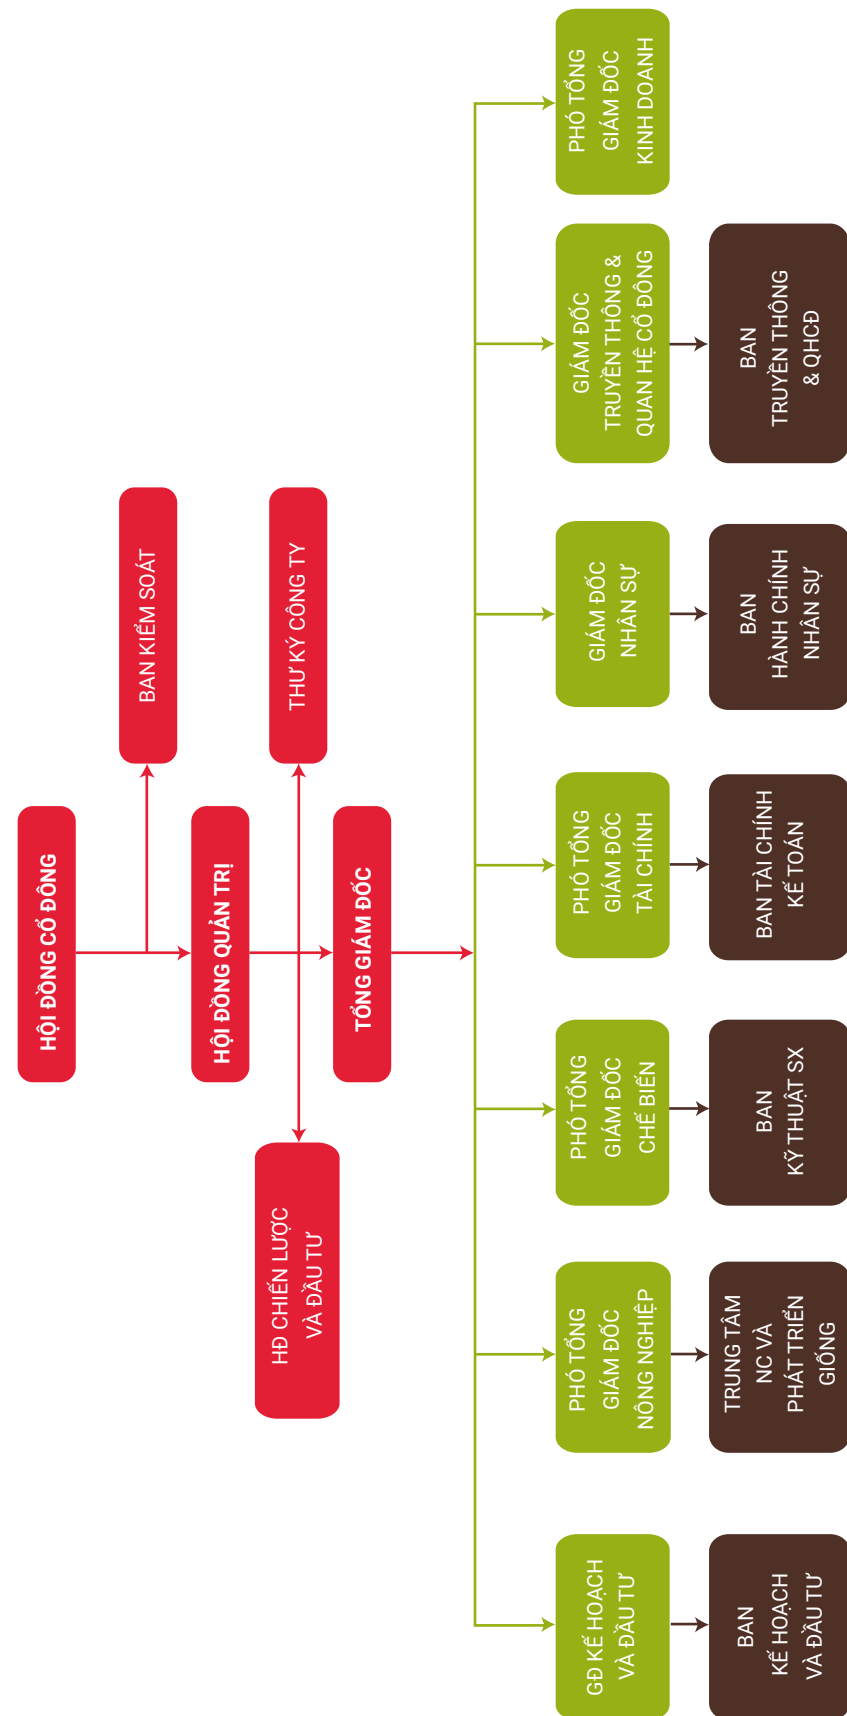 HỘI ĐỒNG CỔ ĐÔNG
BAN KIỂM SOÁT
HỘI ĐỒNG QUẢN TRỊ
HĐ CHIẾN LƯỢC
VÀ ĐẦU TƯ
THƯ KÝ CÔNG TY
TỔNG GIÁM ĐỐC
GĐ KẾ HOẠCH
VÀ ĐẦU TƯ
PHÓ TỔNG
GIÁM ĐỐC
NÔNG NGHIỆP
PHÓ TỔNG
GIÁM ĐỐC
CHẾ BIẾN
PHÓ TỔNG
GIÁM ĐỐC
TÀI CHÍNH
GIÁM ĐỐC
NHÂN SỰ
GIÁM ĐỐC
TRUYỀN THÔNG &
QUAN HỆ CỔ ĐÔNG
PHÓ TỔNG
GIÁM ĐỐC
KINH DOANH
BAN
KẾ HOẠCH
VÀ ĐẦU TƯ
TRUNG TÂM
NC VÀ
PHÁT TRIỂN
GIỐNG
BAN
KỸ THUẬT SX
BAN TÀI CHÍNH
KẾ TOÁN
BAN
HÀNH CHÍNH
NHÂN SỰ
BAN
TRUYỀN THÔNG
& QHCĐ